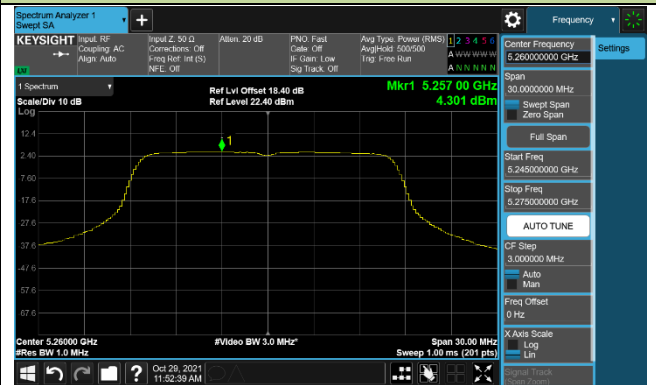 Spectrum Analyzer 1
Swept SA
Frequency
KEYSIGHT
Input: RF
Coupling: AC
Align: Auto
Input Z: 50 Ω
Corrections: Off
Freq Ref: Int (S)
NFE: Off
Atten: 20 dB
PNO: Fast
Gate: Off
IF Gain: Low
Sig Track: Off
Avg Type: Power (RMS)
Avg|Hold: 500/500
Trig: Free Run
1 2 3 4 5 6
A W W W W W
A N N N N N
LXI
1 Spectrum
Scale/Div 10 dB
Log
Ref Lvl Offset 18.40 dB
Ref Level 22.40 dBm
Mkr1 5.257 00 GHz
4.301 dBm
1
12.4
2.40
-7.60
-17.6
-27.6
-37.6
-47.6
-57.6
-67.6
Center 5.26000 GHz
#Res BW 1.0 MHz
#Video BW 3.0 MHz*
Span 30.00 MHz
Sweep 1.00 ms (201 pts)
Oct 29, 2021
11:52:39 AM
Center Frequency
5.260000000 GHz
Span
30.0000000 MHz
Swept Span
Zero Span
Full Span
Start Freq
5.245000000 GHz
Stop Freq
5.275000000 GHz
AUTO TUNE
CF Step
3.000000 MHz
Auto
Man
Freq Offset
0 Hz
X Axis Scale
Log
Lin
Signal Track
(Span Zoom)
Settings